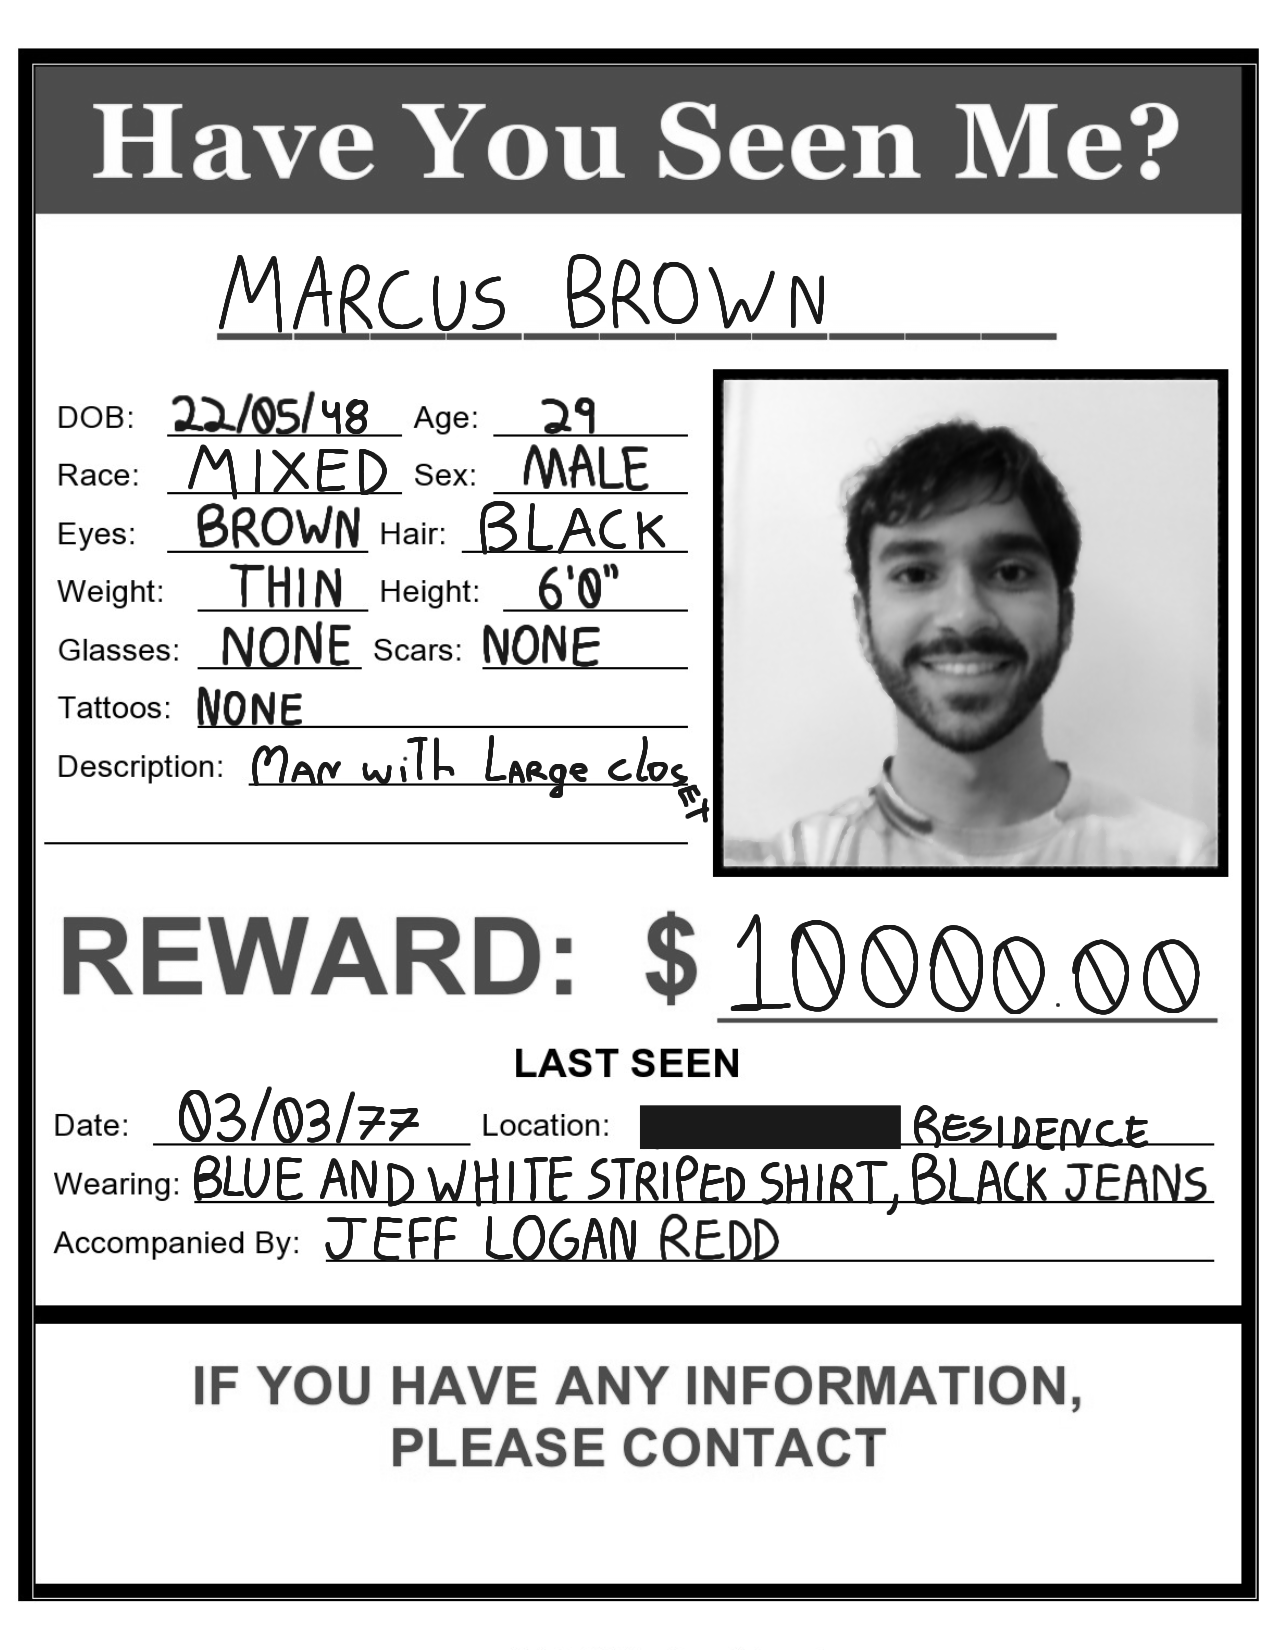 Have You Seen Me?
MARCUS BROWN
DOB: 22/05/48 Age: 29
Race: MIXED Sex: MALE
Eyes: BROWN Hair: BLACK
Weight: THIN Height: 6'0"
Glasses: NONE Scars: NONE
Tattoos: NONE
Description: MAN wiTh LARge closET
REWARD: $ 10000.00
LAST SEEN
Date: 03/03/77 Location: RESIDENCE
Wearing: BLUE AND WHITE STRIPED SHIRT, BLACK JEANS
Accompanied By: JEFF LOGAN REDD
IF YOU HAVE ANY INFORMATION,
PLEASE CONTACT